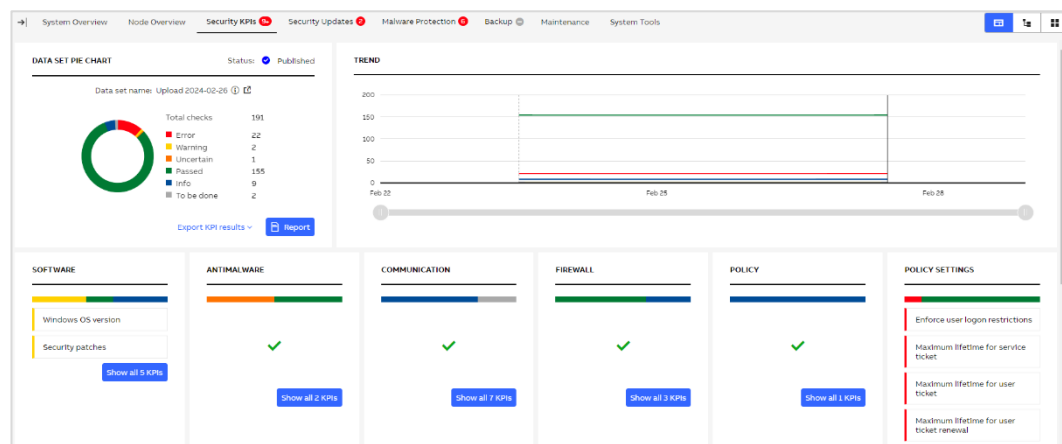 System Overview Node Overview Security KPIs 9+ Security Updates 2 Malware Protection 6 Backup Maintenance System Tools
DATA SET PIE CHART Status: Published
Data set name: Upload 2024-02-26
Total checks 191
Error 22
Warning 2
Uncertain 1
Passed 155
Info 9
To be done 2
Export KPI results Report
TREND
200
150
100
50
0
Feb 22 Feb 25 Feb 28
SOFTWARE
Windows OS version
Security patches
Show all 5 KPIs
ANTIMALWARE
Show all 2 KPIs
COMMUNICATION
Show all 7 KPIs
FIREWALL
Show all 3 KPIs
POLICY
Show all 1 KPIs
POLICY SETTINGS
Enforce user logon restrictions
Maximum lifetime for service
ticket
Maximum lifetime for user
ticket
Maximum lifetime for user
ticket renewal